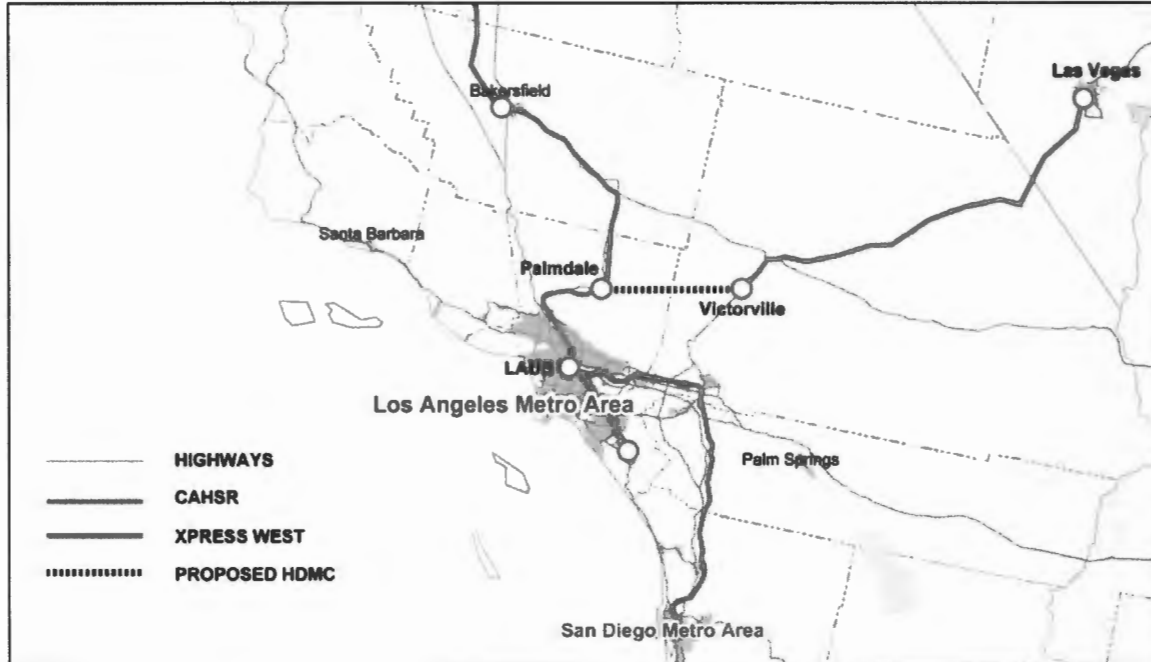 Las Vegas
Bakersfield
Santa Barbara
Palmdale
Victorville
Los Angeles Metro Area
Palm Springs
HIGHWAYS
CAHSR
XPRESS WEST
PROPOSED HDMC
San Diego Metro Area